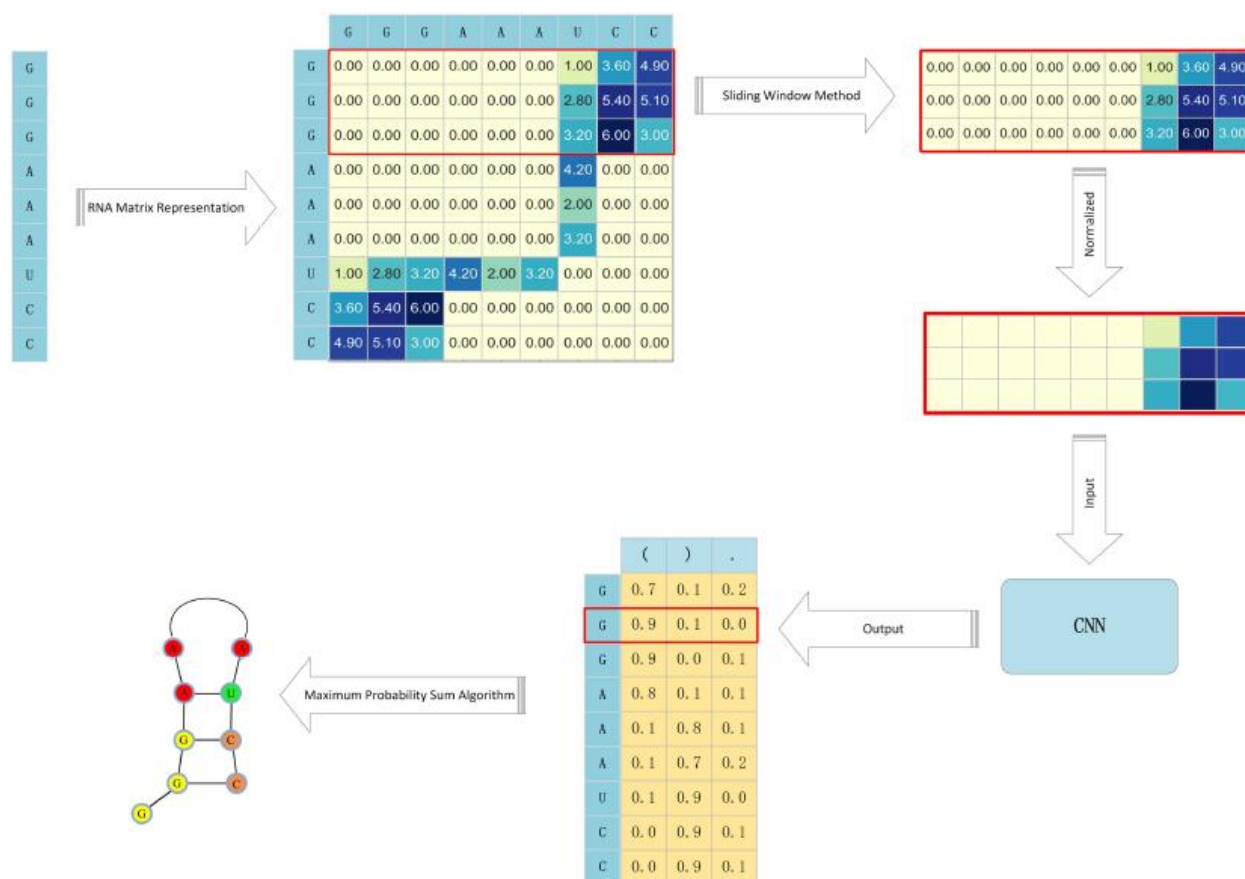 G
G
G
A
A
A
U
C
C
RNA Matrix Representation
G G G A A A U C C
G 0.00 0.00 0.00 0.00 0.00 0.00 1.00 3.60 4.90
G 0.00 0.00 0.00 0.00 0.00 0.00 2.80 5.40 5.10
G 0.00 0.00 0.00 0.00 0.00 0.00 3.20 6.00 3.00
A 0.00 0.00 0.00 0.00 0.00 0.00 4.20 0.00 0.00
A 0.00 0.00 0.00 0.00 0.00 0.00 2.00 0.00 0.00
A 0.00 0.00 0.00 0.00 0.00 0.00 3.20 0.00 0.00
U 1.00 2.80 3.20 4.20 2.00 3.20 0.00 0.00 0.00
C 3.60 5.40 6.00 0.00 0.00 0.00 0.00 0.00 0.00
C 4.90 5.10 3.00 0.00 0.00 0.00 0.00 0.00 0.00
Sliding Window Method
0.00 0.00 0.00 0.00 0.00 0.00 1.00 3.60 4.90
0.00 0.00 0.00 0.00 0.00 0.00 2.80 5.40 5.10
0.00 0.00 0.00 0.00 0.00 0.00 3.20 6.00 3.00
Normalized
Input
CNN
Output
( ) .
G 0.7 0.1 0.2
G 0.9 0.1 0.0
G 0.9 0.0 0.1
A 0.8 0.1 0.1
A 0.1 0.8 0.1
A 0.1 0.7 0.2
U 0.1 0.9 0.0
C 0.0 0.9 0.1
C 0.0 0.9 0.1
Maximum Probability Sum Algorithm
A A
A U
G C
G C
G